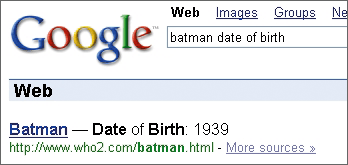 Web Images Groups Ne
Google™
batman date of birth
Web
Batman — Date of Birth: 1939
http://www.who2.com/batman.html - More sources »